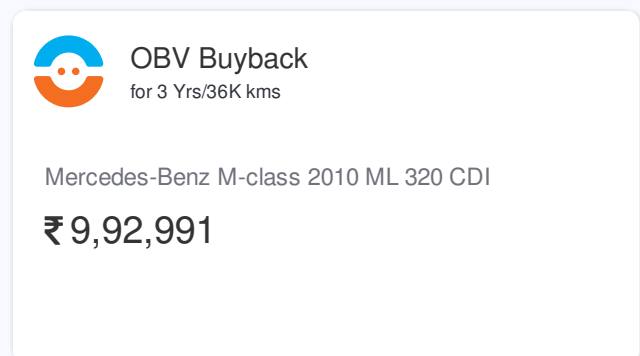 OBV Buyback
for 3 Yrs/36K kms
Mercedes-Benz M-class 2010 ML 320 CDI
₹ 9,92,991